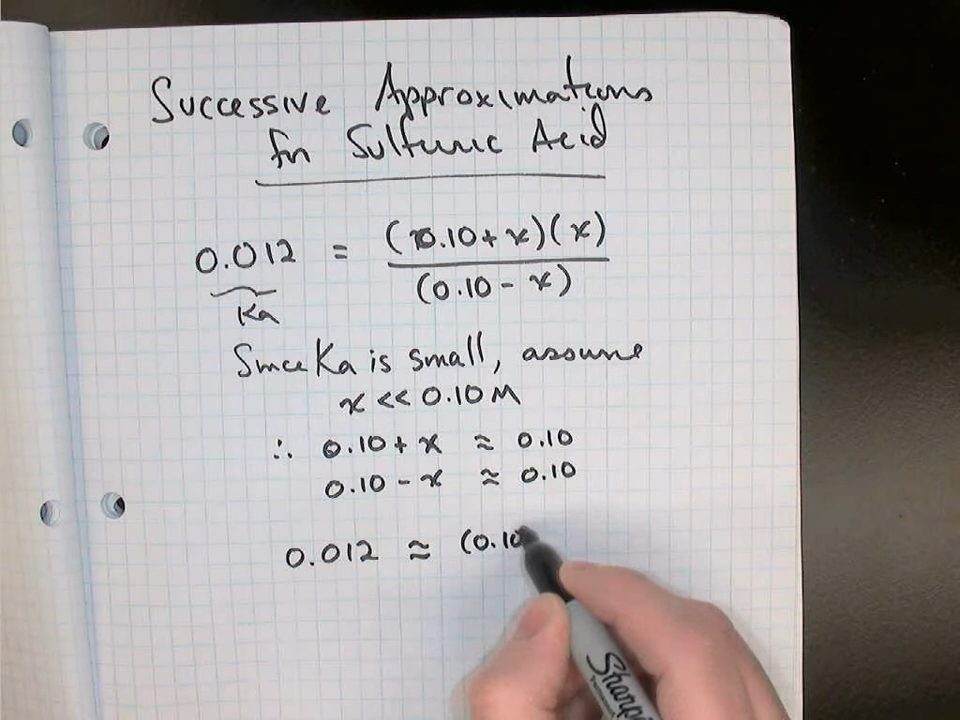 Successive Approximations
for Sulfuric Acid
0.012 = (0.10 + x)(x)
(0.10 - x)
Ka
Since Ka is small, assume
x << 0.10 M
∴ 0.10 + x ≈ 0.10
0.10 - x ≈ 0.10
0.012 ≈ (0.10
Sharpi